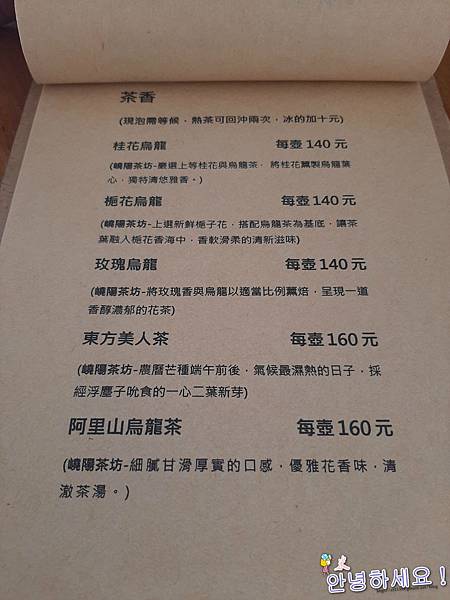 茶香
(現泡需等候，熱茶可回沖兩次，冰的加十元)
桂花烏龍 每壺 140 元
(嶢陽茶坊-嚴選上等桂花與烏龍茶，將桂花薰製烏龍葉
心，獨特清悠雅香。)
梔花烏龍 每壺 140 元
(嶢陽茶坊-上選新鮮梔子花，搭配烏龍茶為基底，讓茶
葉融入梔花香海中，香軟滑柔的清新滋味)
玫瑰烏龍 每壺 140 元
(嶢陽茶坊-將玫瑰香與烏龍以適當比例薰焙，呈現一道
香醇濃郁的花茶)
東方美人茶 每壺 160 元
(嶢陽茶坊-農曆芒種端午前後，氣候最濕熱的日子，採
經浮塵子吮食的一心二葉新芽)
阿里山烏龍茶 每壺 160 元
(嶢陽茶坊-細膩甘滑厚實的口感，優雅花香味，清
澈茶湯。)
안녕하세요!